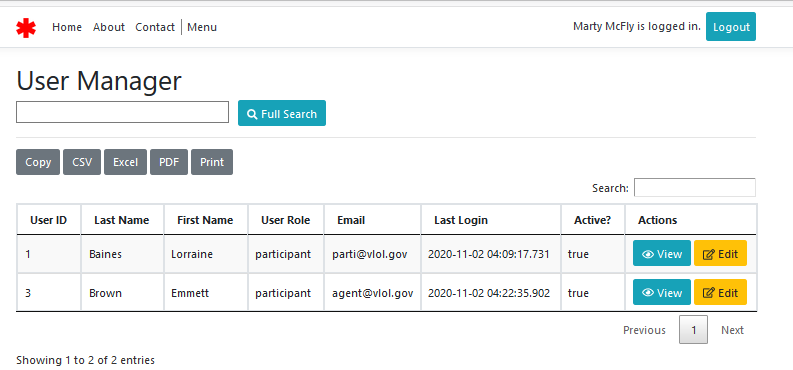 Home About Contact Menu Marty McFly is logged in. Logout
User Manager
Full Search
Copy CSV Excel PDF Print
Search:
User ID Last Name First Name User Role Email Last Login Active? Actions
1 Baines Lorraine participant parti@vlol.gov 2020-11-02 04:09:17.731 true View Edit
3 Brown Emmett participant agent@vlol.gov 2020-11-02 04:22:35.902 true View Edit
Previous 1 Next
Showing 1 to 2 of 2 entries